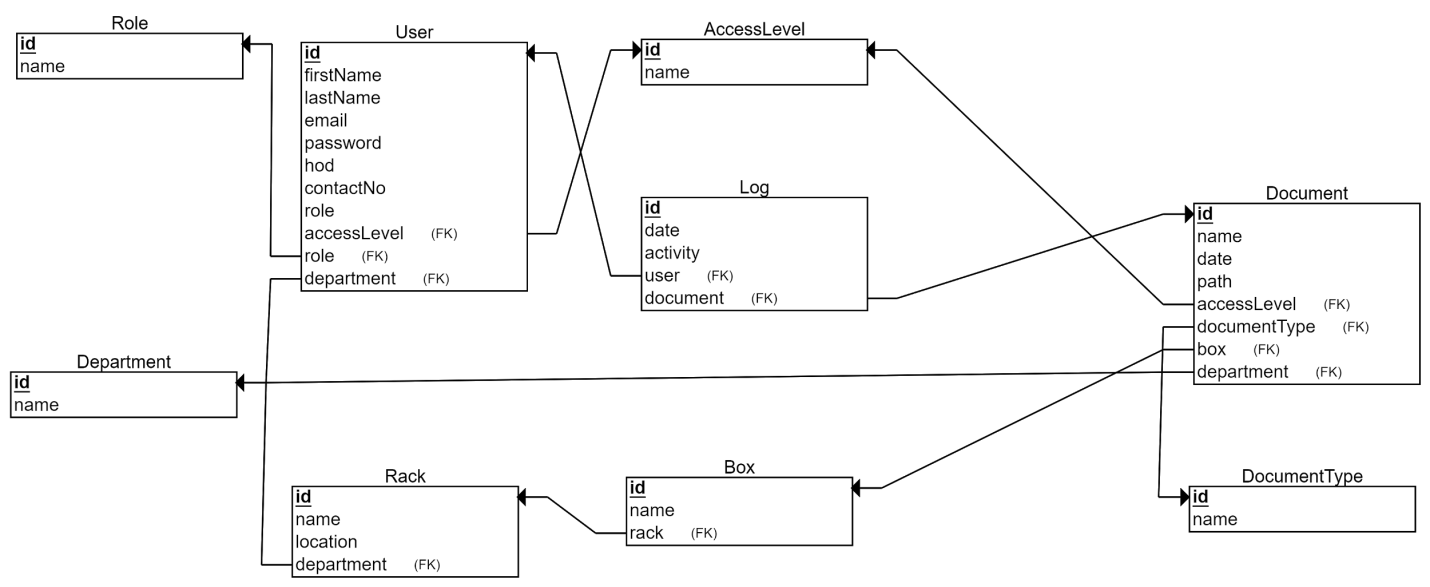 Role
id
name
User
id
firstName
lastName
email
password
hod
contactNo
role
accessLevel (FK)
role (FK)
department (FK)
AccessLevel
id
name
Log
id
date
activity
user (FK)
document (FK)
Document
id
name
date
path
accessLevel (FK)
documentType (FK)
box (FK)
department (FK)
Department
id
name
Rack
id
name
location
department (FK)
Box
id
name
rack (FK)
DocumentType
id
name